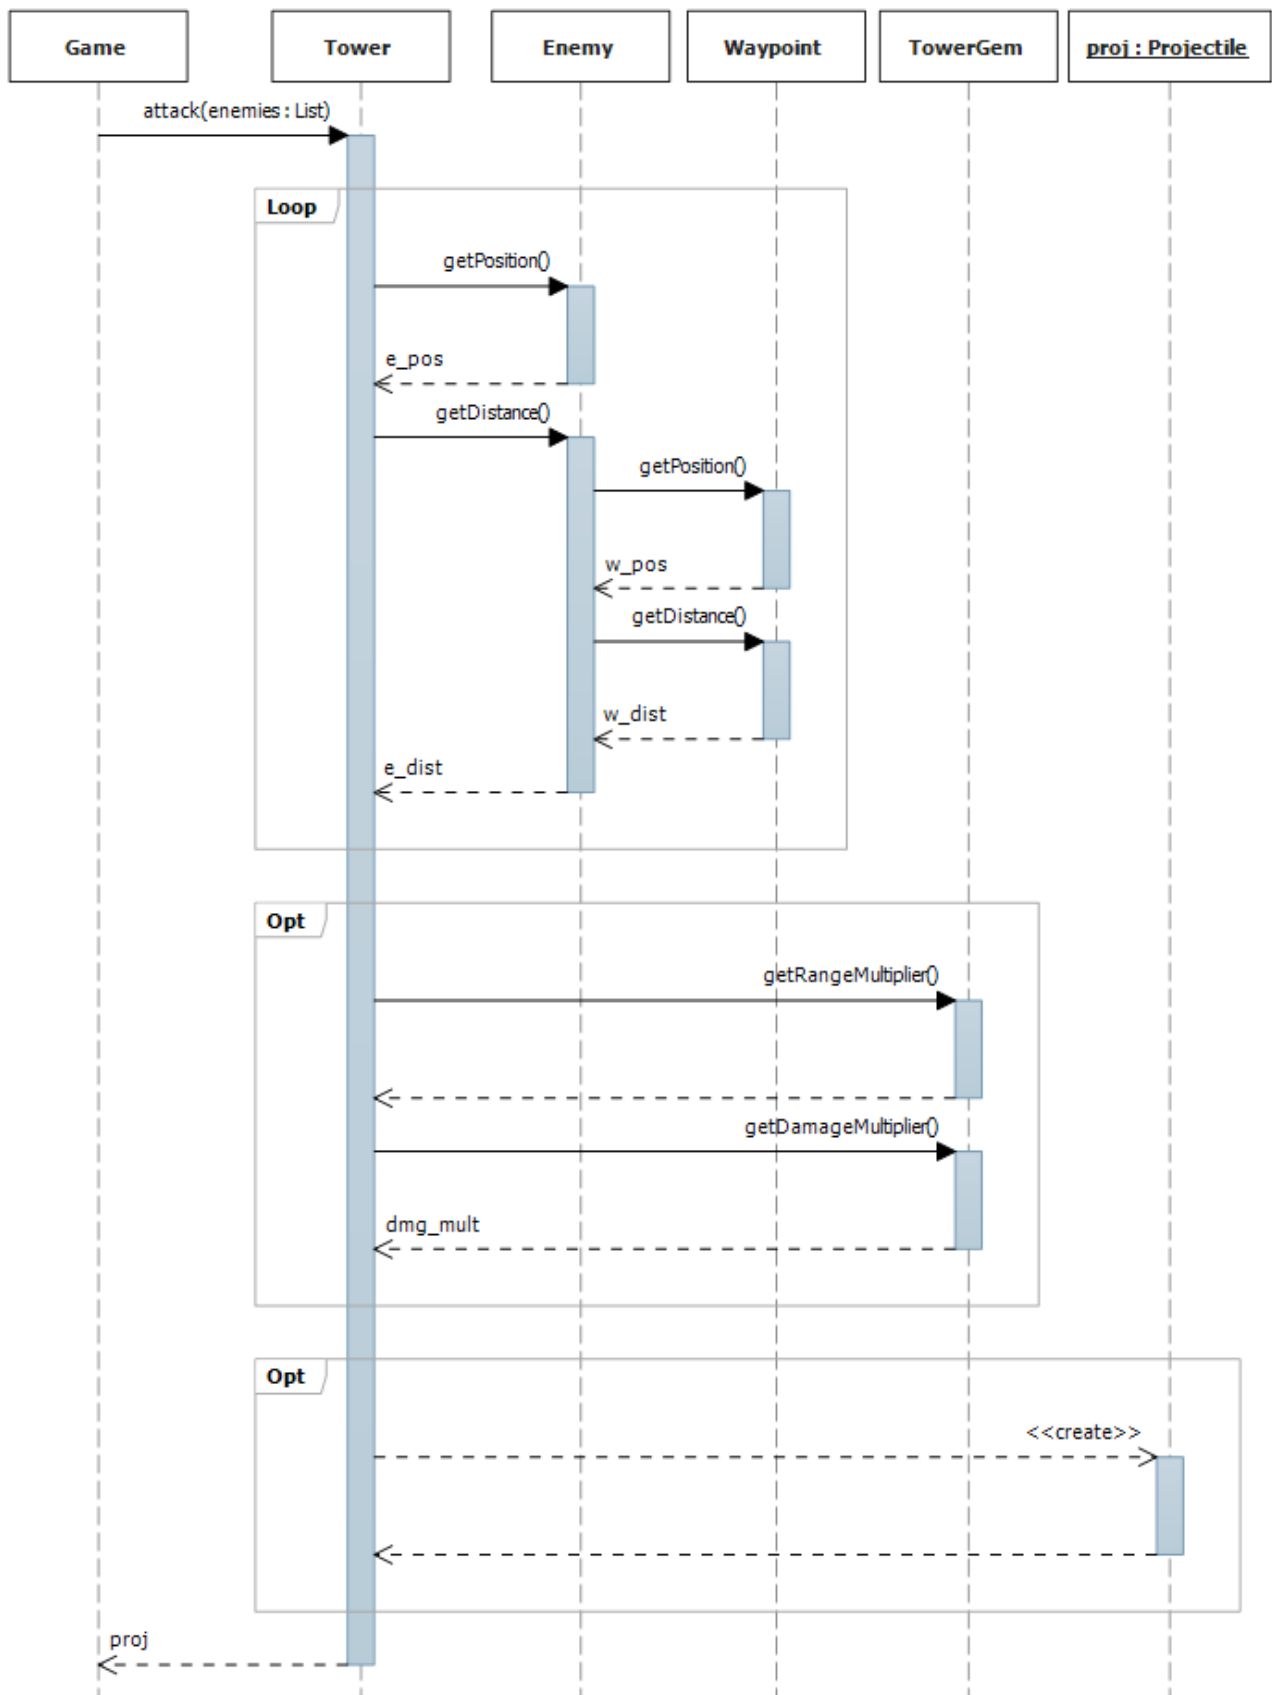 Game
Tower
Enemy
Waypoint
TowerGem
proj : Projectile
attack(enemies : List)
Loop
getPosition()
e_pos
getDistance()
getPosition()
w_pos
getDistance()
w_dist
e_dist
Opt
getRangeMultiplier()
getDamageMultiplier()
dmg_mult
Opt
<<create>>
proj